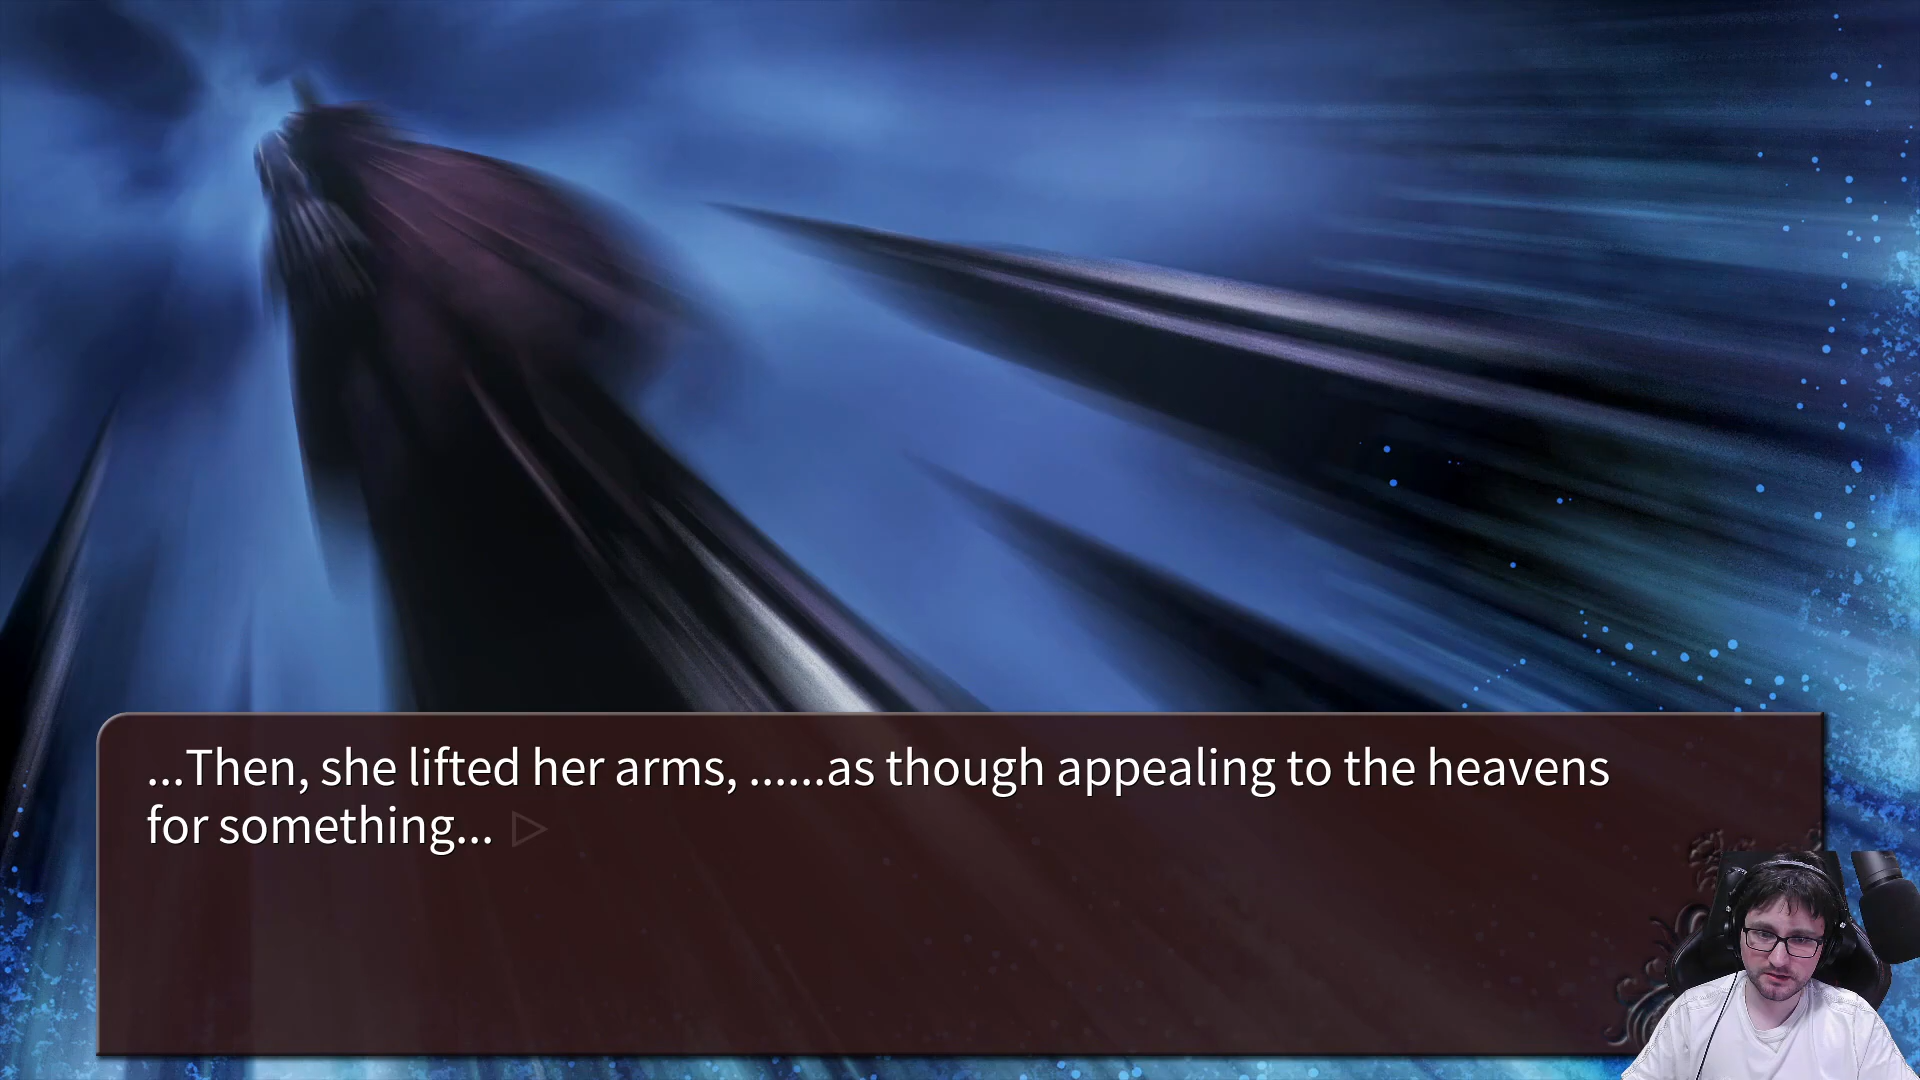 ...Then, she lifted her arms, ......as though appealing to the heavens
for something...